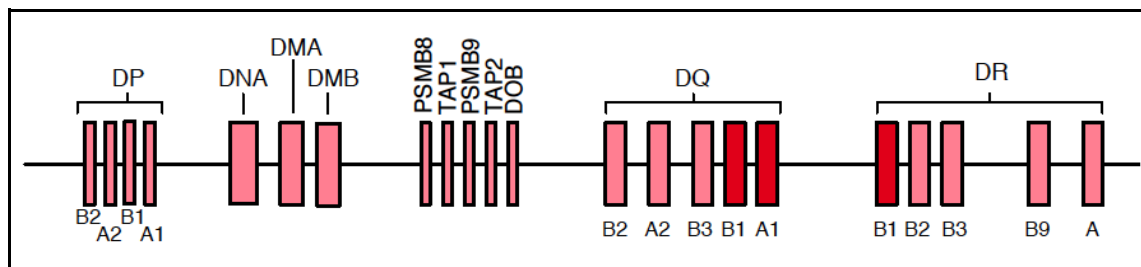 DMA
DP DNA DMB DQ DR
PSMB8
TAP1
PSMB9
TAP2
DOB
B2 A2 B1 A1
B2 A2 B3 B1 A1
B1 B2 B3 B9 A